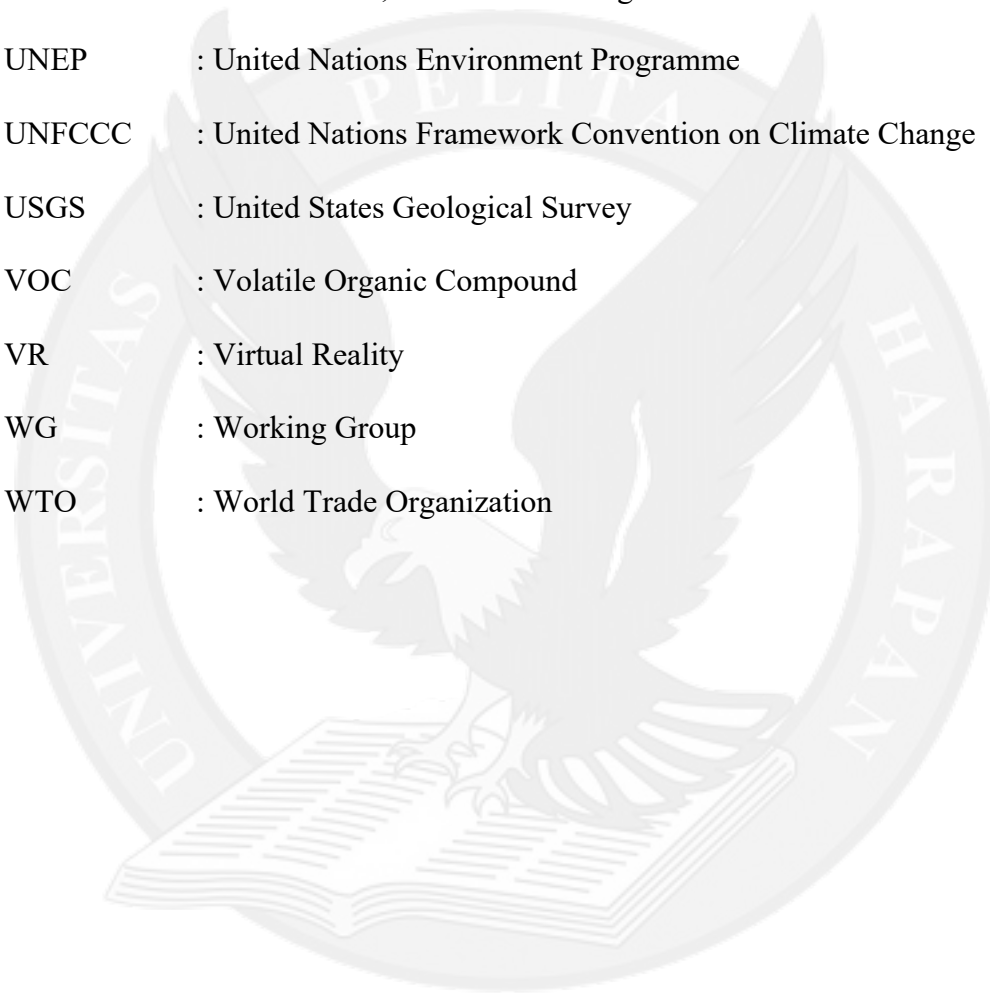 UNEP : United Nations Environment Programme
UNFCCC : United Nations Framework Convention on Climate Change
USGS : United States Geological Survey
VOC : Volatile Organic Compound
VR : Virtual Reality
WG : Working Group
WTO : World Trade Organization
UNIVERSITAS PELITA HARAPAN